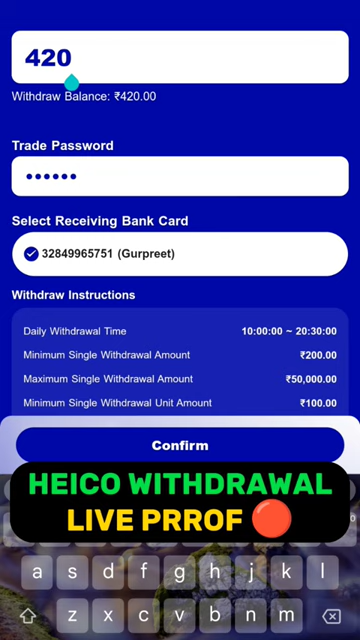 420
Withdraw Balance: ₹420.00
Trade Password
••••••
Select Receiving Bank Card
32849965751 (Gurpreet)
Withdraw Instructions
Daily Withdrawal Time 10:00:00 ~ 20:30:00
Minimum Single Withdrawal Amount ₹200.00
Maximum Single Withdrawal Amount ₹50,000.00
Minimum Single Withdrawal Unit Amount ₹100.00
Confirm
HEICO WITHDRAWAL
LIVE PRROF
a s d f g h j k l
z x c v b n m